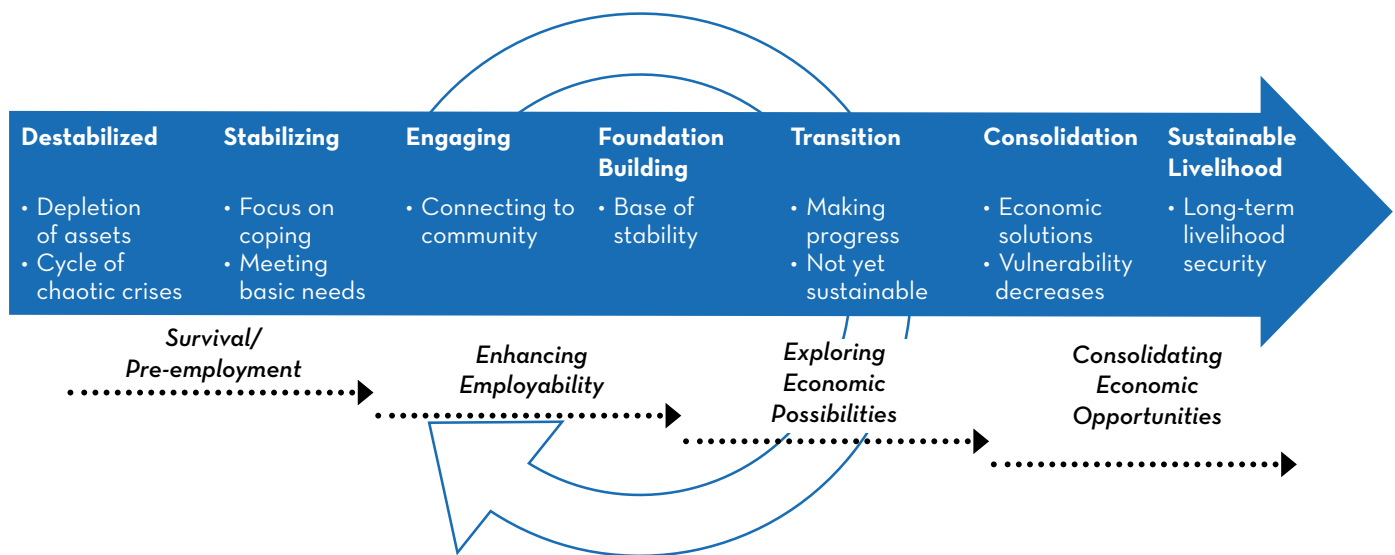 Destabilized
• Depletion
of assets
• Cycle of
chaotic crises
Stabilizing
• Focus on
coping
• Meeting
basic needs
Engaging
• Connecting to
community
Foundation
Building
• Base of
stability
Transition
• Making
progress
• Not yet
sustainable
Consolidation
• Economic
solutions
• Vulnerability
decreases
Sustainable
Livelihood
• Long-term
livelihood
security
Survival/
Pre-employment
Enhancing
Employability
Exploring
Economic
Possibilities
Consolidating
Economic
Opportunities